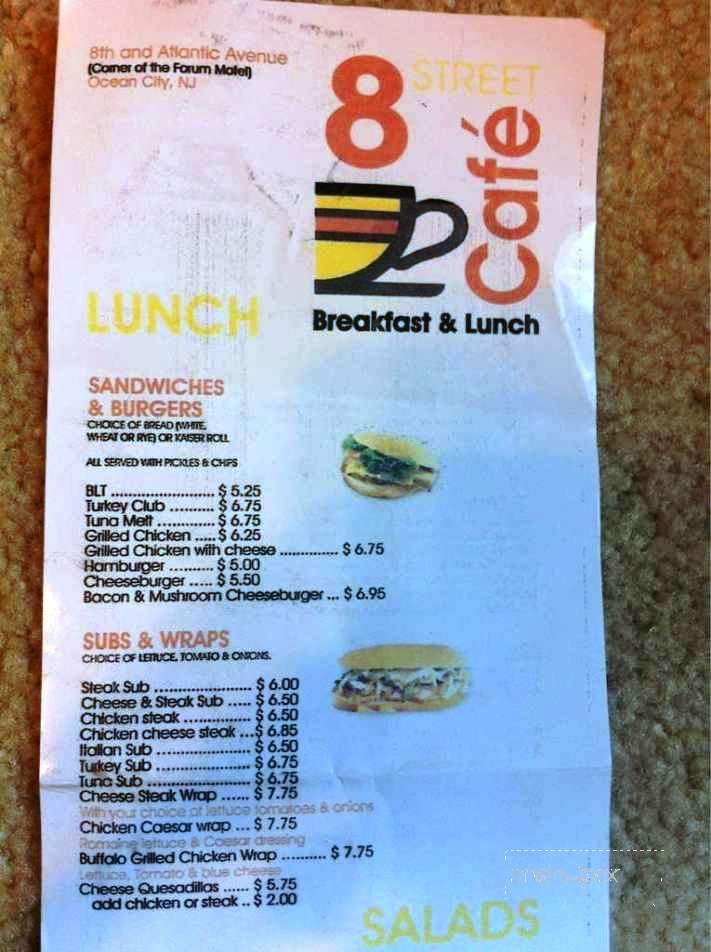 8th and Atlantic Avenue
(Corner of the Forum Motel)
Ocean City, NJ
8 STREET
Café
Breakfast & Lunch
LUNCH
SANDWICHES
& BURGERS
CHOICE OF BREAD (WHITE,
WHEAT OR RYE) OR KAISER ROLL
ALL SERVED WITH PICKLES & CHIPS
BLT .......................... $ 5.25
Turkey Club .......... $ 6.75
Tuna Melt ............. $ 6.75
Grilled Chicken ..... $ 6.25
Grilled Chicken with cheese ............. $ 6.75
Hamburger .......... $ 5.00
Cheeseburger ..... $ 5.50
Bacon & Mushroom Cheeseburger ... $ 6.95
SUBS & WRAPS
CHOICE OF LETTUCE, TOMATO & ONIONS.
Steak Sub ...................... $ 6.00
Cheese & Steak Sub ..... $ 6.50
Chicken steak ............... $ 6.50
Chicken cheese steak ...$ 6.85
Italian Sub ..................... $ 6.50
Turkey Sub ..................... $ 6.75
Tuna Sub ........................ $ 6.75
Cheese Steak Wrap ...... $ 7.75
With your choice of lettuce tomatoes & onions
Chicken Caesar wrap ... $ 7.75
Romaine lettuce & Caesar dressing
Buffalo Grilled Chicken Wrap .......... $ 7.75
Lettuce, Tomato & blue cheese
Cheese Quesadillas ...... $ 5.75
add chicken or steak .. $ 2.00
SALADS